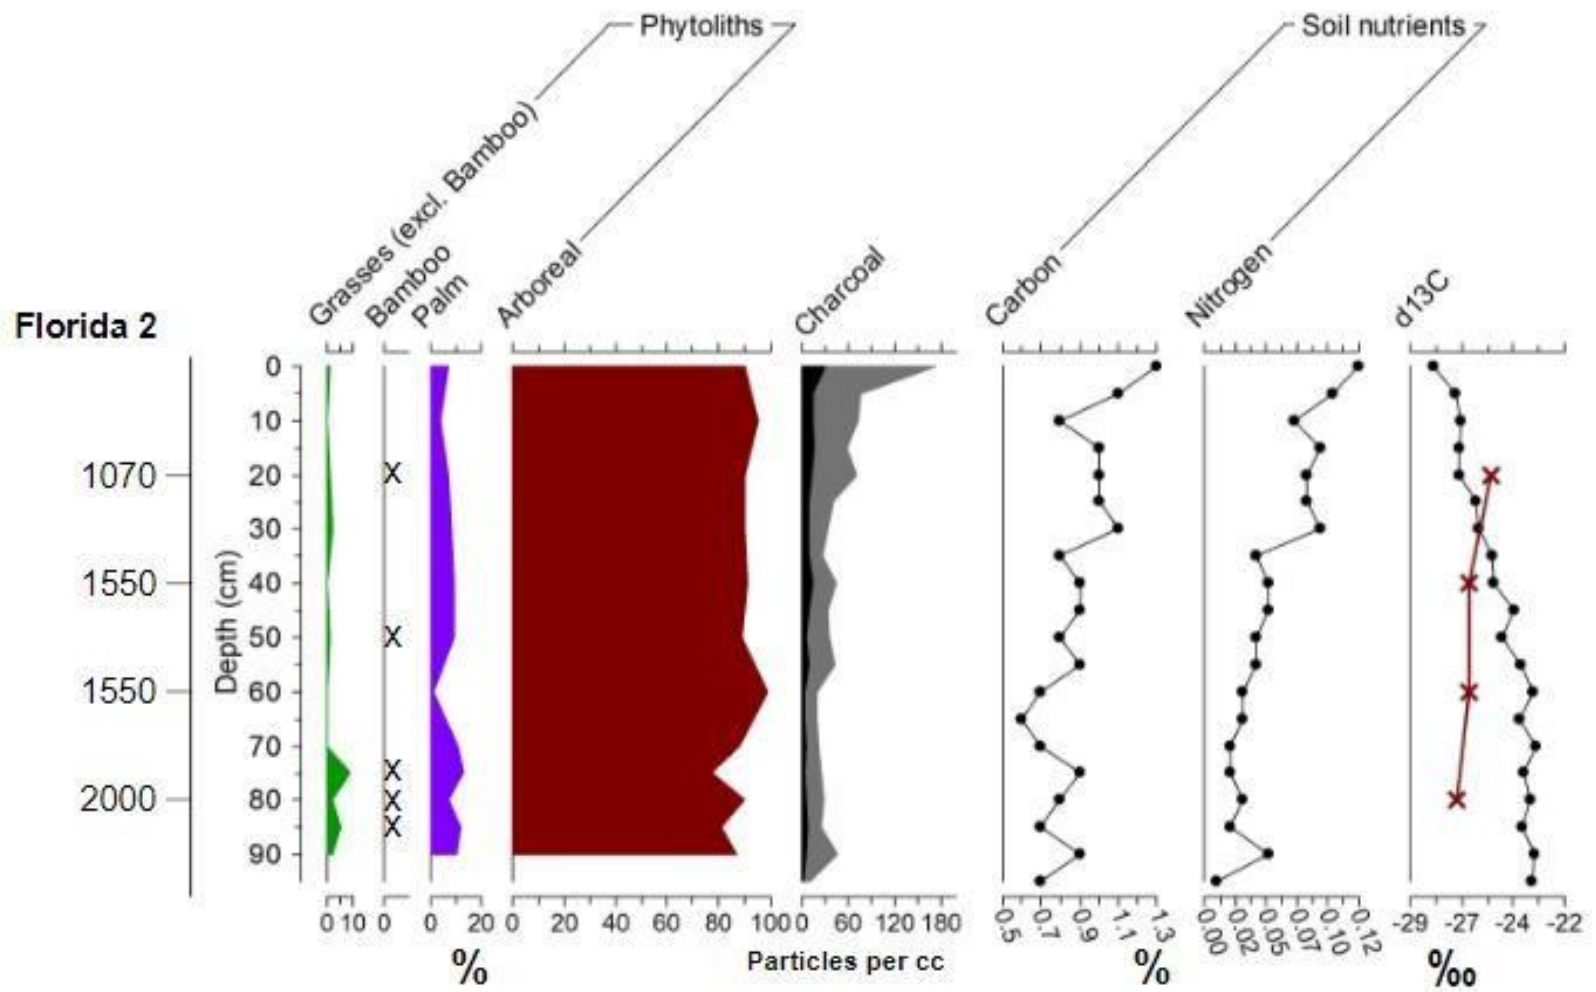 Phytoliths
Soil nutrients
Grasses (excl. Bamboo)
Bamboo
Palm
Arboreal
Charcoal
Carbon
Nitrogen
d13C
Florida 2
1070
1550
1550
2000
Depth (cm)
0
10
20
30
40
50
60
70
80
90
X
X
X
X
X
0 10 0 0 20 0 20 40 60 80 100 0 60 120 180 0.5 0.7 0.9 1.1 1.3 0.00 0.02 0.05 0.07 0.10 0.12 -29 -27 -24 -22
% Particles per cc % ‰